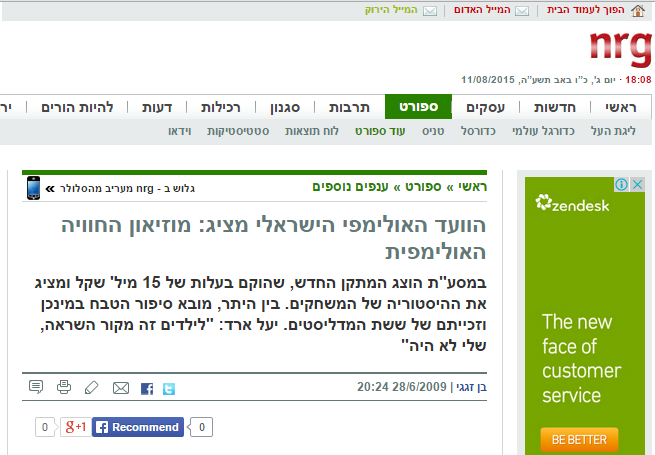 הפוך לעמוד הבית | המייל האדום | המייל הירוק
nrg
18:08 · יום ג', כ"ו באב תשע"ה, 11/08/2015
ראשי | חדשות | עסקים | ספורט | תרבות | סגנון | רכילות | דעות | להיות הורים | יר
ליגת העל כדורגל עולמי כדורסל טניס עוד ספורט לוח תוצאות סטטיסטיקות וידאו
ראשי » ספורט » ענפים נוספים
גלוש ב - nrg מעריב מהסלולר »
הוועד האולימפי הישראלי מציג: מוזיאון החוויה
האולימפית
במסע"ת הוצג המתקן החדש, שהוקם בעלות של 15 מיל' שקל ומציג
את ההיסטוריה של המשחקים. בין היתר, מובא סיפור הטבח במינכן
וזכייתם של ששת המדליסטים. יעל ארד: "לילדים זה מקור השראה,
שלי לא היה"
בן זגגי | 28/6/2009 20:24
0 g+1 Recommend 0
zendesk
The new
face of
customer
service
BE BETTER